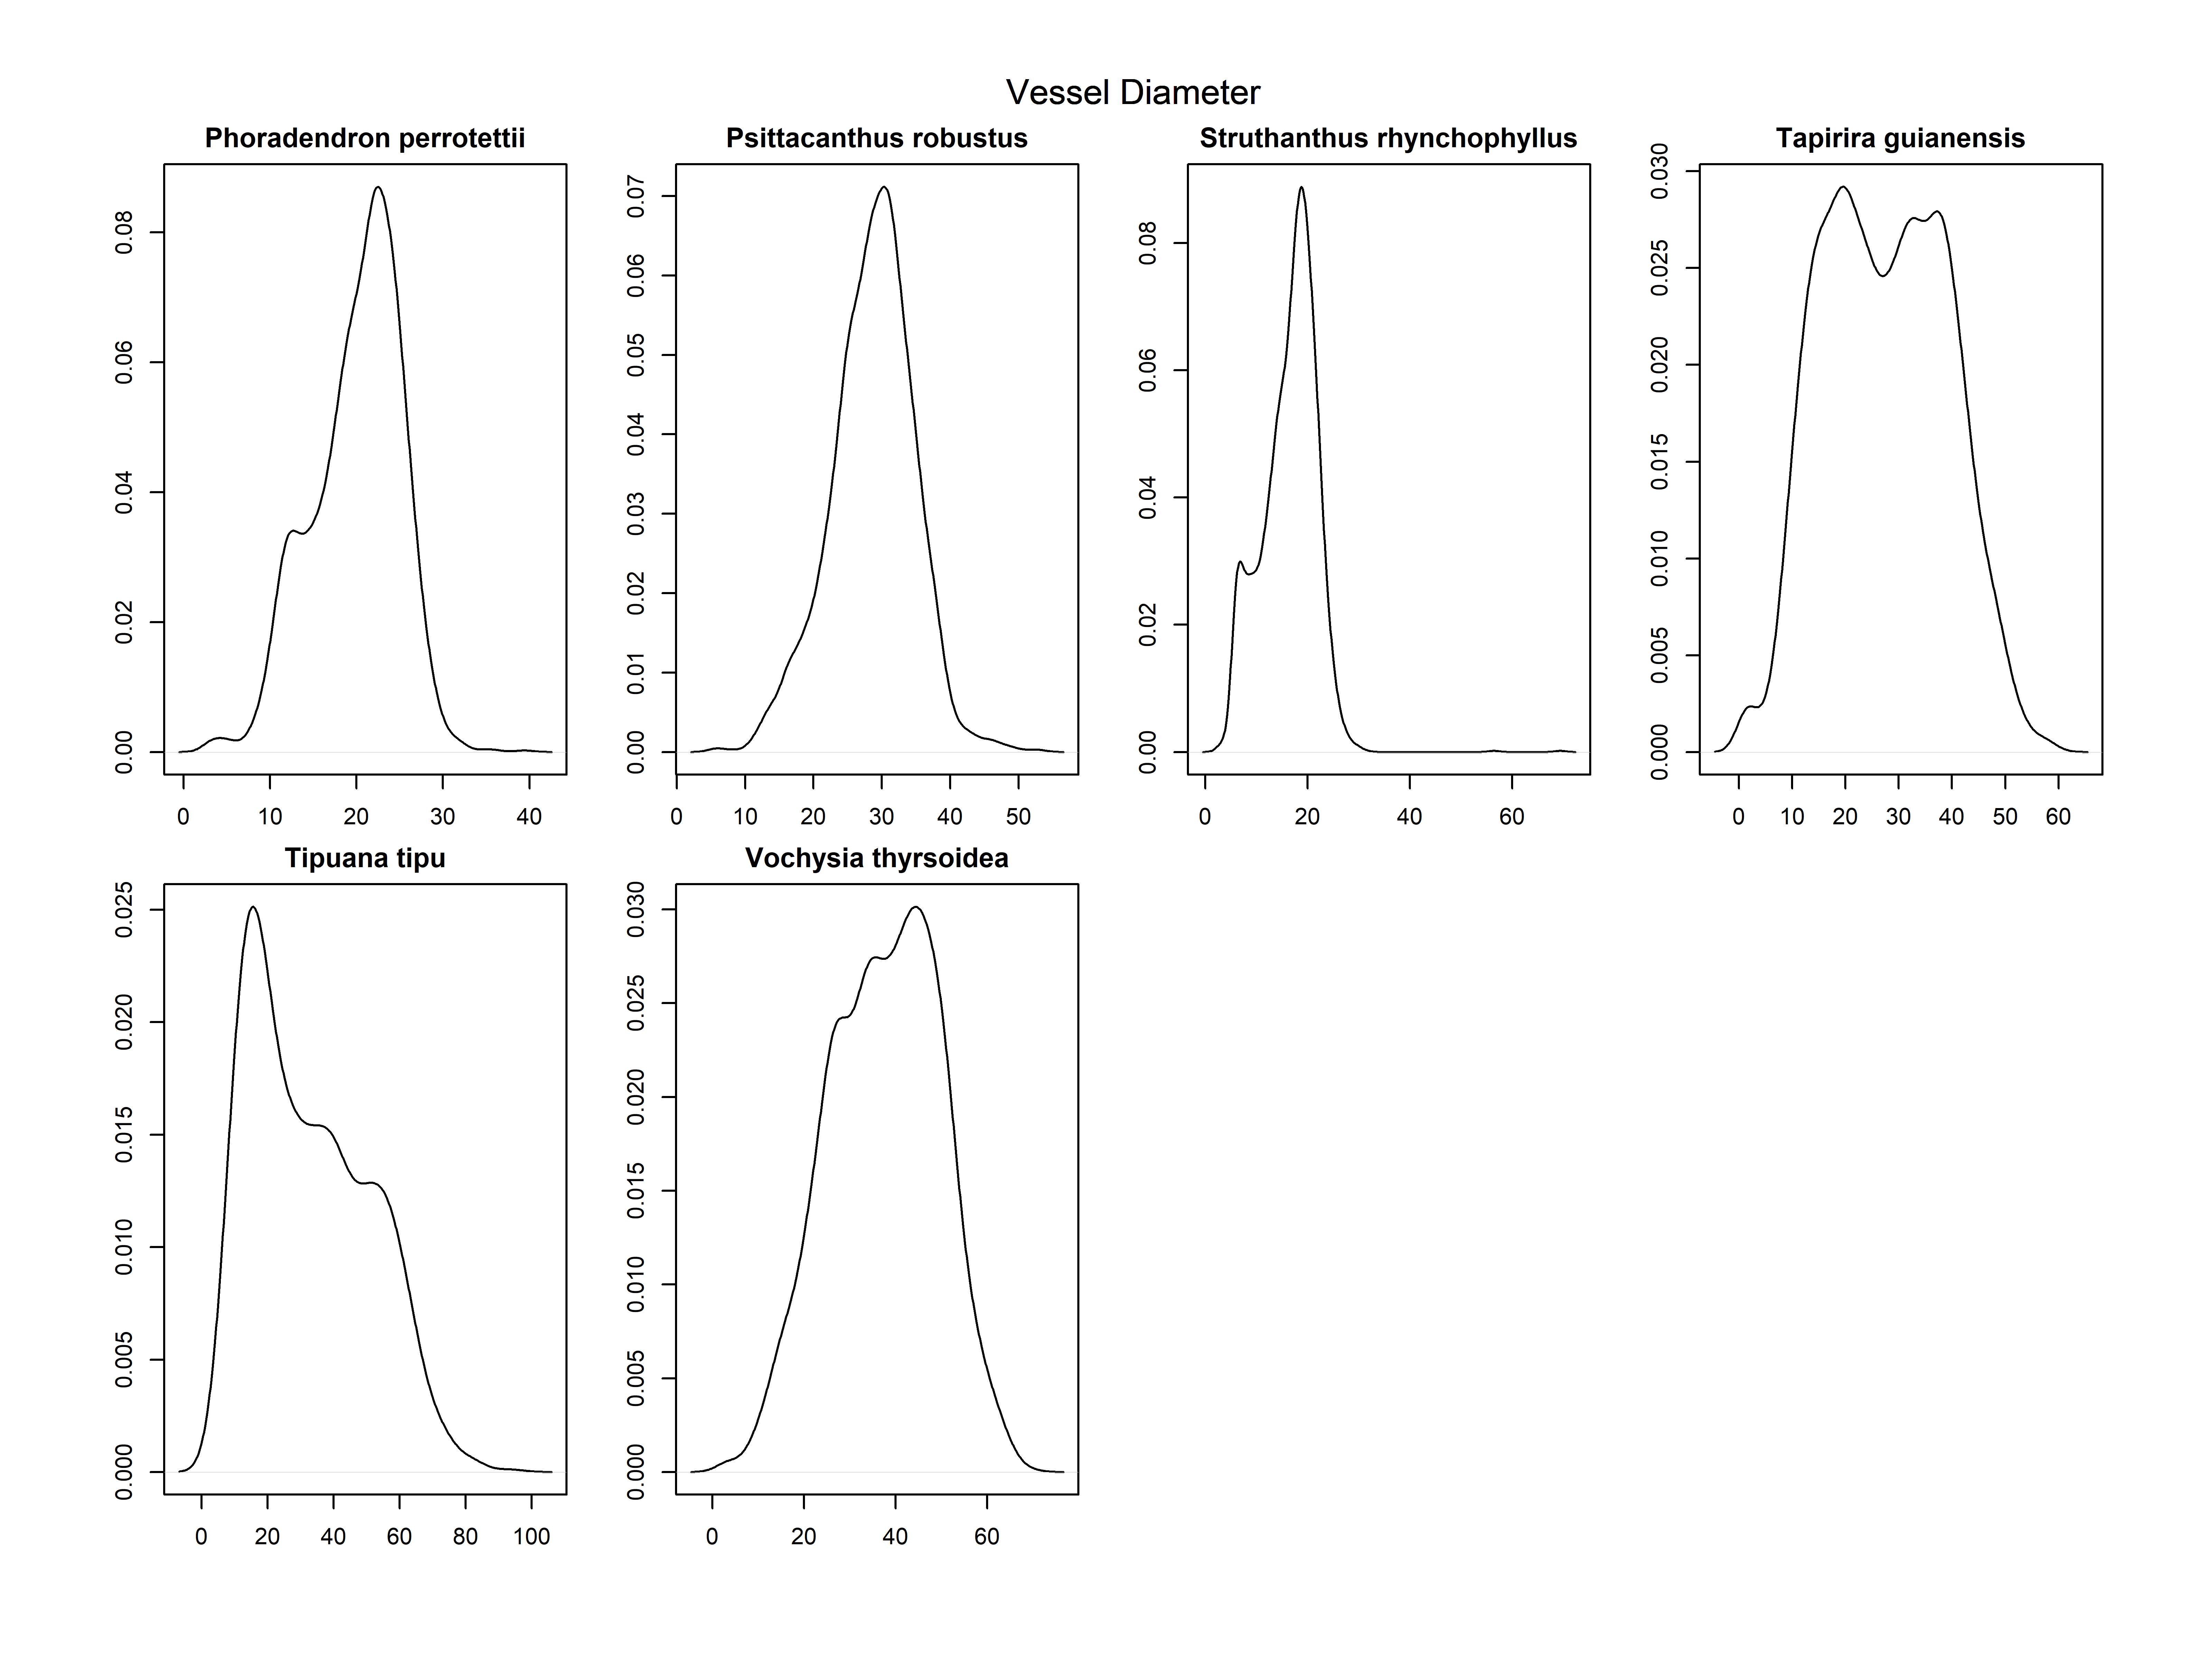 Vessel Diameter
Phoradendron perrotettii
0.00 0.02 0.04 0.06 0.08
0 10 20 30 40
Psittacanthus robustus
0.00 0.01 0.02 0.03 0.04 0.05 0.06 0.07
0 10 20 30 40 50
Struthanthus rhynchophyllus
0.00 0.02 0.04 0.06 0.08
0 20 40 60
Tapirira guianensis
0.000 0.005 0.010 0.015 0.020 0.025 0.030
0 10 20 30 40 50 60
Tipuana tipu
0.000 0.005 0.010 0.015 0.020 0.025
0 20 40 60 80 100
Vochysia thyrsoidea
0.000 0.005 0.010 0.015 0.020 0.025 0.030
0 20 40 60